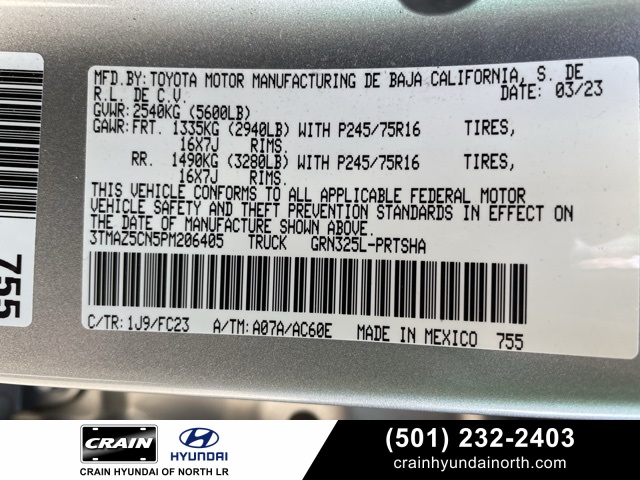 MFD.BY: TOYOTA MOTOR MANUFACTURING DE BAJA CALIFORNIA, S. DE
R.L. DE C.V. DATE: 03/23
GVWR: 2540KG (5600LB)
GAWR: FRT. 1335KG (2940LB) WITH P245/75R16 TIRES,
16X7J RIMS.
RR. 1490KG (3280LB) WITH P245/75R16 TIRES,
16X7J RIMS.
THIS VEHICLE CONFORMS TO ALL APPLICABLE FEDERAL MOTOR
VEHICLE SAFETY AND THEFT PREVENTION STANDARDS IN EFFECT ON
THE DATE OF MANUFACTURE SHOWN ABOVE.
3TMAZ5CN5PM206405 TRUCK GRN325L-PRTSHA
C/TR: 1J9/FC23 A/TM: A07A/AC60E MADE IN MEXICO 755
755
CRAIN HYUNDAI
CRAIN HYUNDAI OF NORTH LR
(501) 232-2403
crainhyundainorth.com